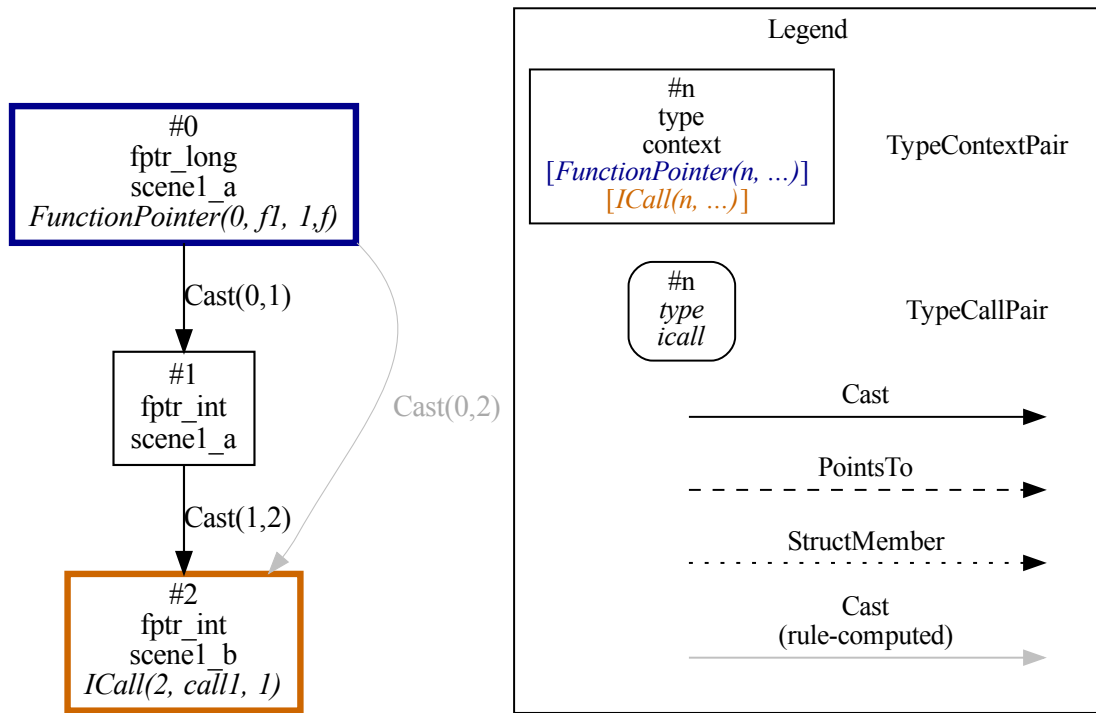 #0
fptr_long
scene1_a
FunctionPointer(0, f1, 1,f)
Cast(0,1)
#1
fptr_int
scene1_a
Cast(0,2)
Cast(1,2)
#2
fptr_int
scene1_b
ICall(2, call1, 1)
Legend
#n
type
context
[FunctionPointer(n, ...)]
[ICall(n, ...)]
TypeContextPair
#n
type
icall
TypeCallPair
Cast
PointsTo
StructMember
Cast
(rule-computed)